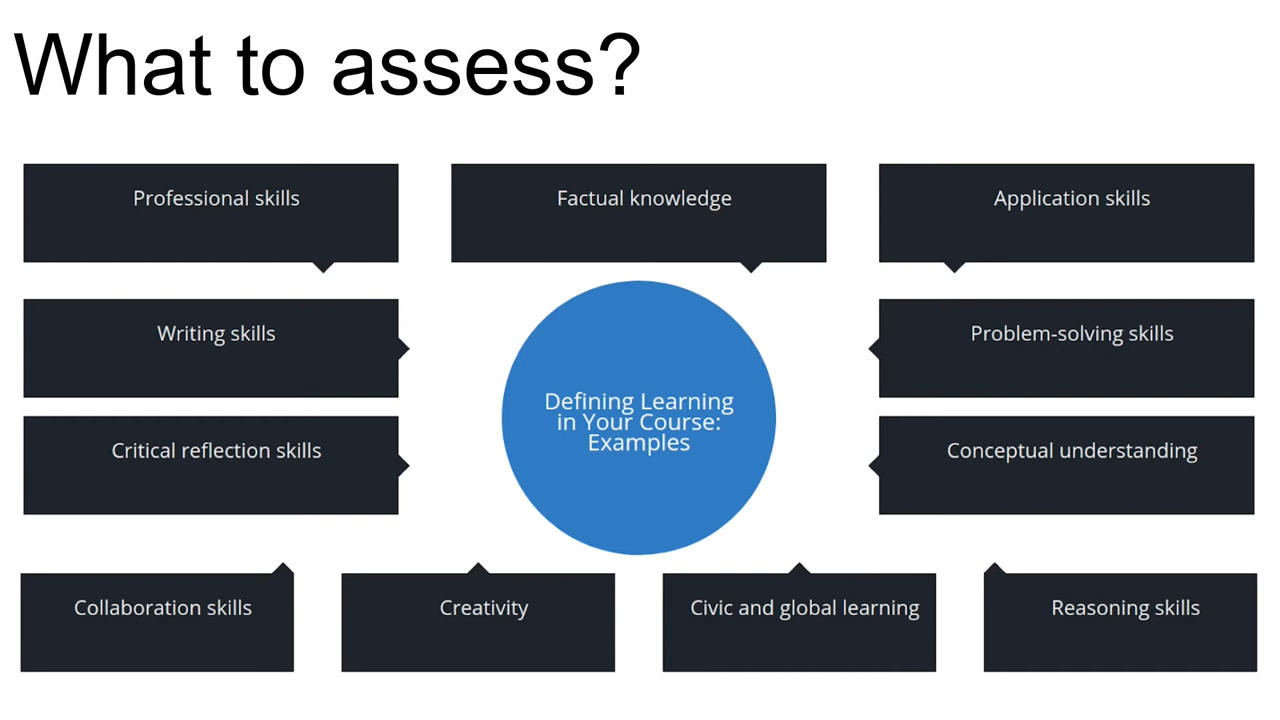 What to assess?
Professional skills
Factual knowledge
Application skills
Writing skills
Problem-solving skills
Defining Learning
in Your Course:
Examples
Critical reflection skills
Conceptual understanding
Collaboration skills
Creativity
Civic and global learning
Reasoning skills